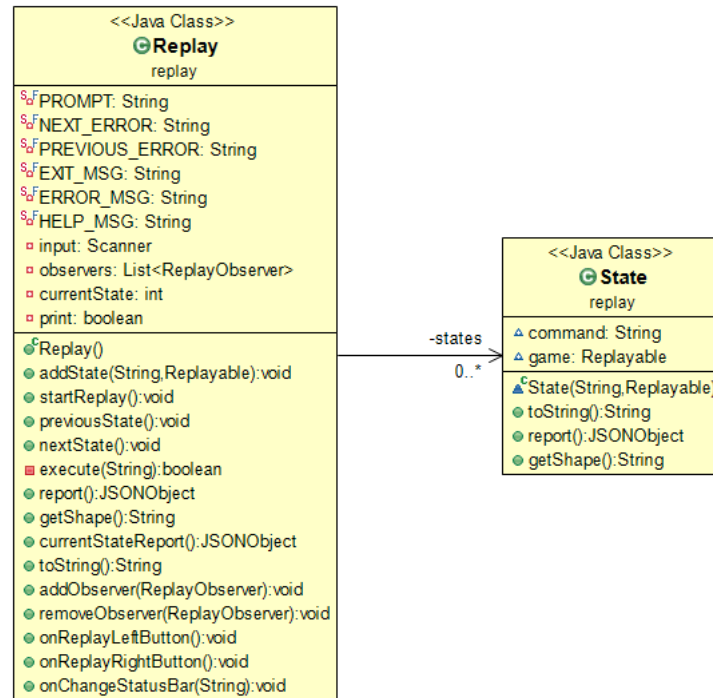 <<Java Class>>
Replay
replay
PROMPT: String
NEXT_ERROR: String
PREVIOUS_ERROR: String
EXIT_MSG: String
ERROR_MSG: String
HELP_MSG: String
input: Scanner
observers: List<ReplayObserver>
currentState: int
print: boolean
Replay()
addState(String,Replayable):void
startReplay():void
previousState():void
nextState():void
execute(String):boolean
report():JSONObject
getShape():String
currentStateReport():JSONObject
toString():String
addObserver(ReplayObserver):void
removeObserver(ReplayObserver):void
onReplayLeftButton():void
onReplayRightButton():void
onChangeStatusBar(String):void
-states
0..*
<<Java Class>>
State
replay
command: String
game: Replayable
State(String,Replayable)
toString():String
report():JSONObject
getShape():String